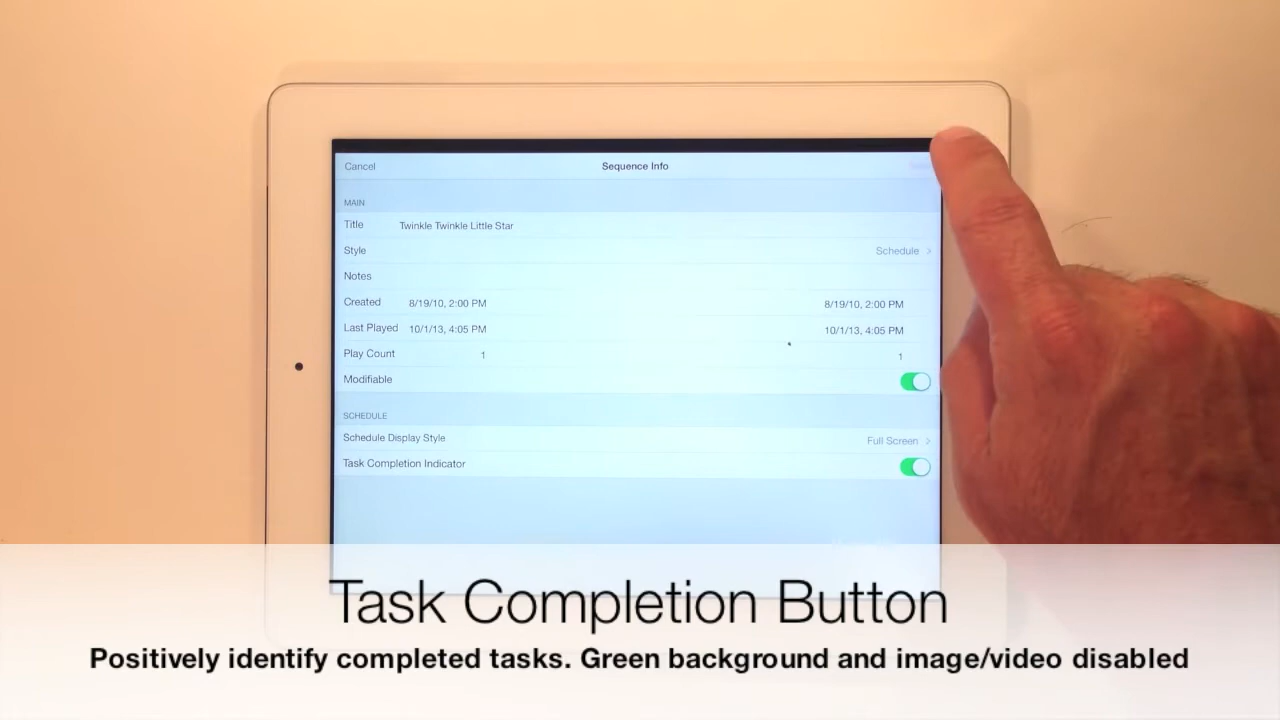 Cancel Sequence Info
MAIN
Title Twinkle Twinkle Little Star
Style Schedule >
Notes
Created 8/19/10, 2:00 PM 8/19/10, 2:00 PM
Last Played 10/1/13, 4:05 PM 10/1/13, 4:05 PM
Play Count 1 1
Modifiable
SCHEDULE
Schedule Display Style Full Screen >
Task Completion Indicator
Task Completion Button
Positively identify completed tasks. Green background and image/video disabled